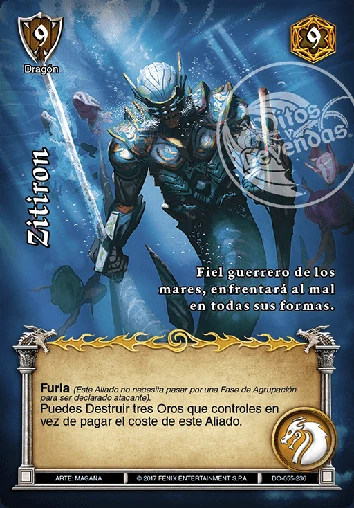 9
9
Dragón
Mitos
Leyendas
Zitiron
Fiel guerrero de los
mares, enfrentará al mal
en todas sus formas.
Furia (Este Aliado no necesita pasar por una Fase de Agrupación
para ser declarado atacante).
Puedes Destruir tres Oros que controles en
vez de pagar el coste de este Aliado.
ARTE: MAGAÑA
© 2017 FENIX ENTERTAINMENT S.PA.